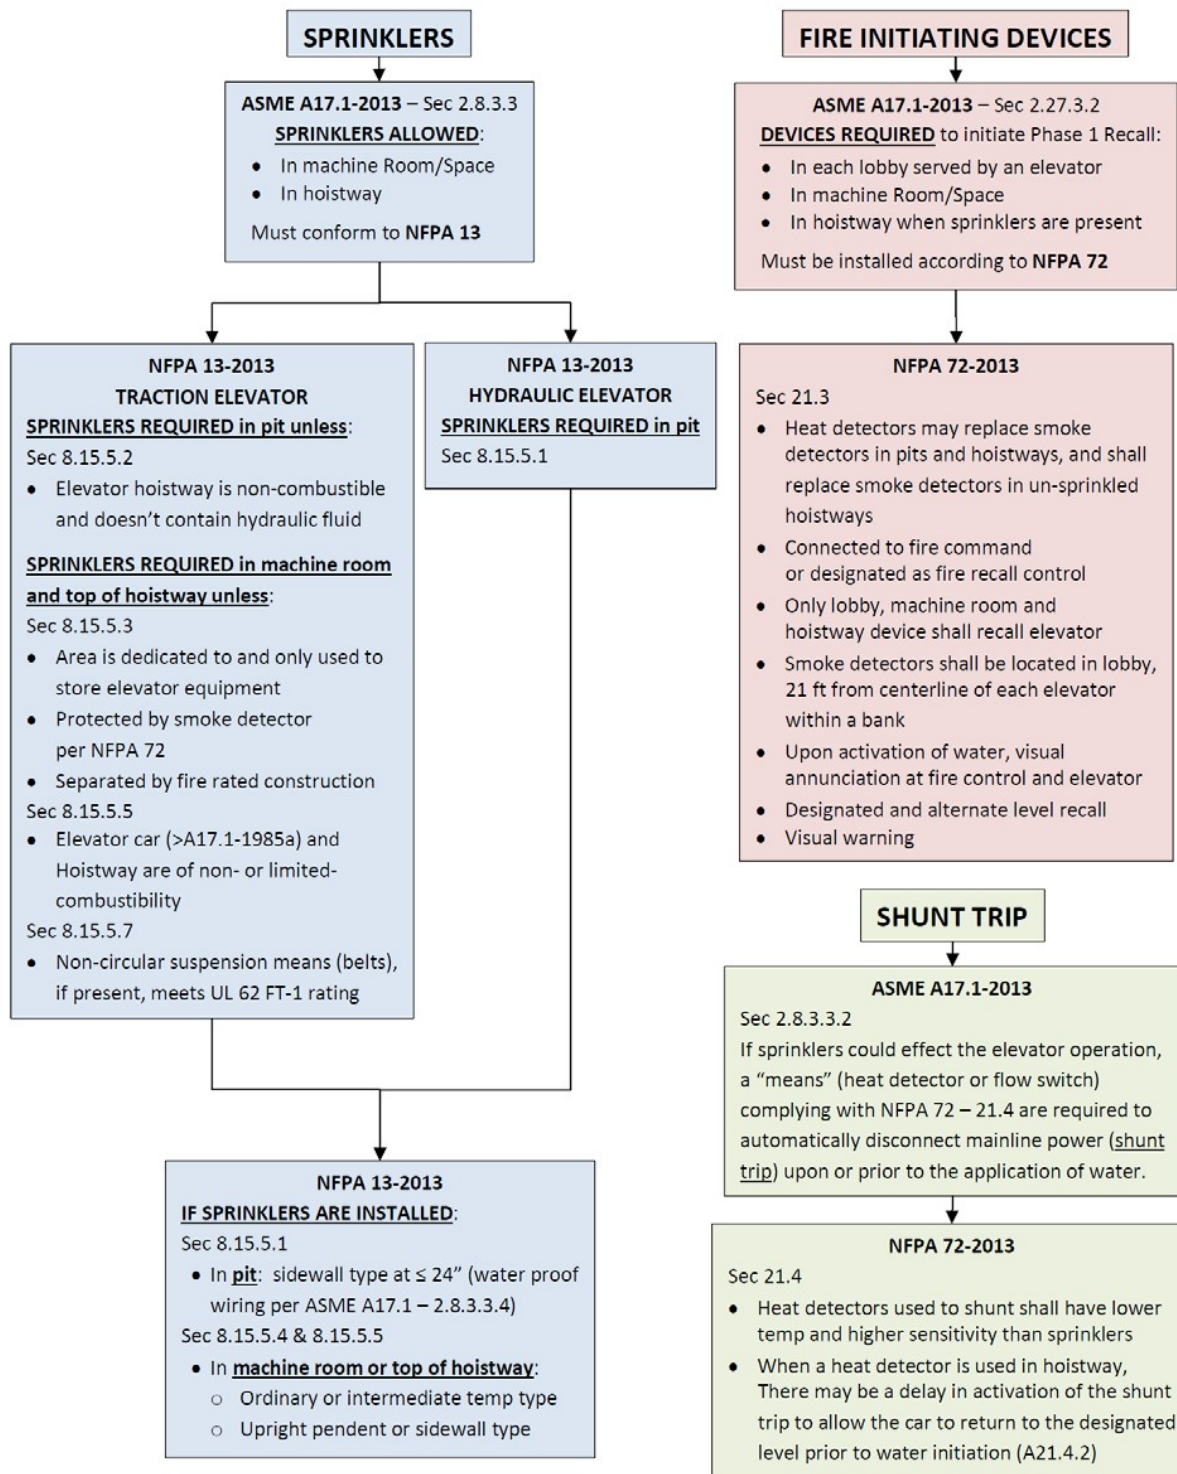 SPRINKLERS
ASME A17.1-2013 – Sec 2.8.3.3
SPRINKLERS ALLOWED:
• In machine Room/Space
• In hoistway
Must conform to NFPA 13
NFPA 13-2013
TRACTION ELEVATOR
SPRINKLERS REQUIRED in pit unless:
Sec 8.15.5.2
• Elevator hoistway is non-combustible
and doesn't contain hydraulic fluid
SPRINKLERS REQUIRED in machine room
and top of hoistway unless:
Sec 8.15.5.3
• Area is dedicated to and only used to
store elevator equipment
• Protected by smoke detector
per NFPA 72
• Separated by fire rated construction
Sec 8.15.5.5
• Elevator car (>A17.1-1985a) and
Hoistway are of non- or limited-
combustibility
Sec 8.15.5.7
• Non-circular suspension means (belts),
if present, meets UL 62 FT-1 rating
NFPA 13-2013
HYDRAULIC ELEVATOR
SPRINKLERS REQUIRED in pit
Sec 8.15.5.1
NFPA 13-2013
IF SPRINKLERS ARE INSTALLED:
Sec 8.15.5.1
• In pit: sidewall type at ≤ 24" (water proof
wiring per ASME A17.1 – 2.8.3.3.4)
Sec 8.15.5.4 & 8.15.5.5
• In machine room or top of hoistway:
o Ordinary or intermediate temp type
o Upright pendent or sidewall type
FIRE INITIATING DEVICES
ASME A17.1-2013 – Sec 2.27.3.2
DEVICES REQUIRED to initiate Phase 1 Recall:
• In each lobby served by an elevator
• In machine Room/Space
• In hoistway when sprinklers are present
Must be installed according to NFPA 72
NFPA 72-2013
Sec 21.3
• Heat detectors may replace smoke
detectors in pits and hoistways, and shall
replace smoke detectors in un-sprinkled
hoistways
• Connected to fire command
or designated as fire recall control
• Only lobby, machine room and
hoistway device shall recall elevator
• Smoke detectors shall be located in lobby,
21 ft from centerline of each elevator
within a bank
• Upon activation of water, visual
annunciation at fire control and elevator
• Designated and alternate level recall
• Visual warning
SHUNT TRIP
ASME A17.1-2013
Sec 2.8.3.3.2
If sprinklers could effect the elevator operation,
a "means" (heat detector or flow switch)
complying with NFPA 72 – 21.4 are required to
automatically disconnect mainline power (shunt
trip) upon or prior to the application of water.
NFPA 72-2013
Sec 21.4
• Heat detectors used to shunt shall have lower
temp and higher sensitivity than sprinklers
• When a heat detector is used in hoistway,
There may be a delay in activation of the shunt
trip to allow the car to return to the designated
level prior to water initiation (A21.4.2)